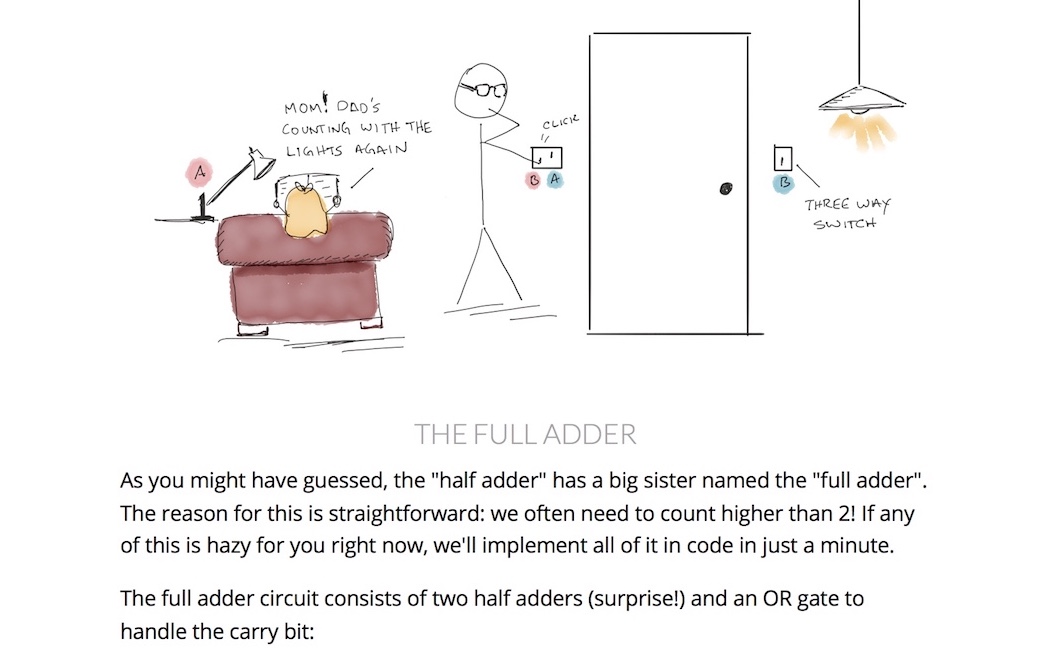 MOM! DAD'S
COUNTING WITH THE
LIGHTS AGAIN
CLICK
A
B A
B
THREE WAY
SWITCH
THE FULL ADDER
As you might have guessed, the "half adder" has a big sister named the "full adder".
The reason for this is straightforward: we often need to count higher than 2! If any
of this is hazy for you right now, we'll implement all of it in code in just a minute.
The full adder circuit consists of two half adders (surprise!) and an OR gate to
handle the carry bit: